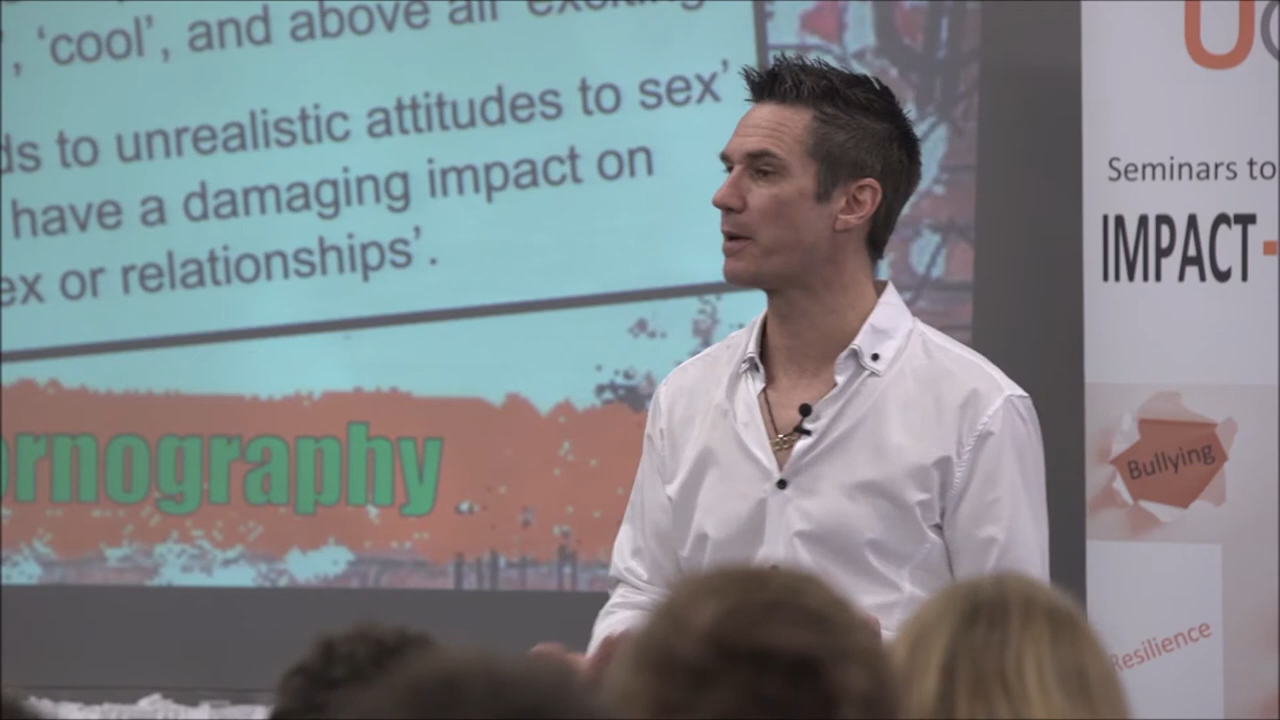 , 'cool', and above all 'exciting
ds to unrealistic attitudes to sex'
have a damaging impact on
ex or relationships'.
ornography
Seminars to
IMPACT
Bullying
Resilience